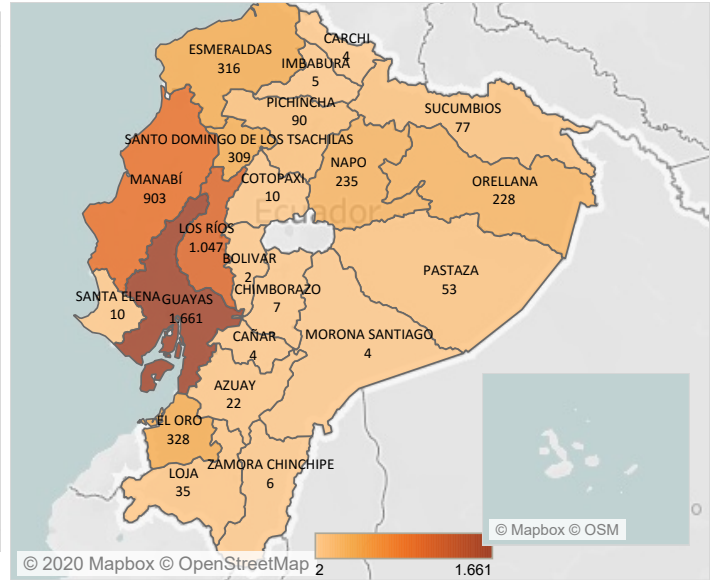 CARCHI
4
ESMERALDAS
316
IMBABURA
5
PICHINCHA
90
SUCUMBIOS
77
SANTO DOMINGO DE LOS TSACHILAS
309
NAPO
235
COTOPAXI
10
ORELLANA
228
MANABÍ
903
Ecuador
LOS RÍOS
1.047
BOLIVAR
2
PASTAZA
53
CHIMBORAZO
7
SANTA ELENA
10
GUAYAS
1.661
CAÑAR
4
MORONA SANTIAGO
4
AZUAY
22
EL ORO
328
LOJA
35
ZAMORA CHINCHIPE
6
© Mapbox © OSM
© 2020 Mapbox © OpenStreetMap
2
1.661